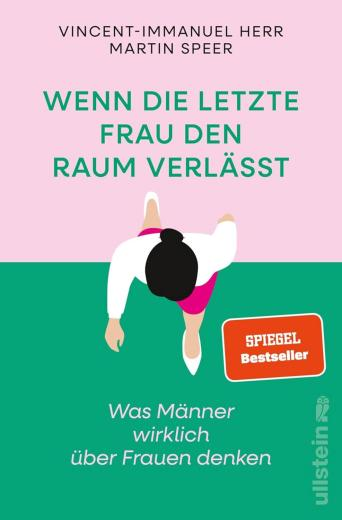 VINCENT-IMMANUEL HERR
MARTIN SPEER
WENN DIE LETZTE
FRAU DEN
RAUM VERLÄSST
SPIEGEL
Bestseller
Was Männer
wirklich
über Frauen denken
ullstein